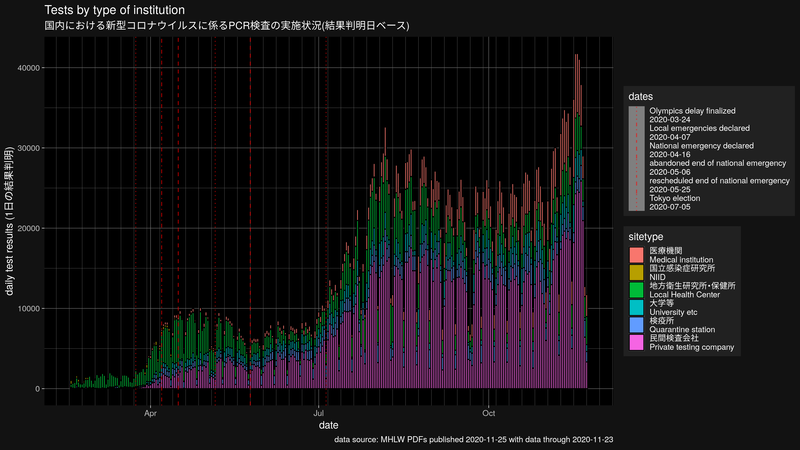 Tests by type of institution
国内における新型コロナウイルスに係るPCR検査の実施状況(結果判明日ベース)
daily test results (1日の結果判明)
40000
30000
20000
10000
0
Apr
Jul
Oct
date
data source: MHLW PDFs published 2020-11-25 with data through 2020-11-23
dates
Olympics delay finalized
2020-03-24
Local emergencies declared
2020-04-07
National emergency declared
2020-04-16
abandoned end of national emergency
2020-05-06
rescheduled end of national emergency
2020-05-25
Tokyo election
2020-07-05
sitetype
医療機関
Medical institution
国立感染症研究所
NIID
地方衛生研究所・保健所
Local Health Center
大学等
University etc
検疫所
Quarantine station
民間検査会社
Private testing company